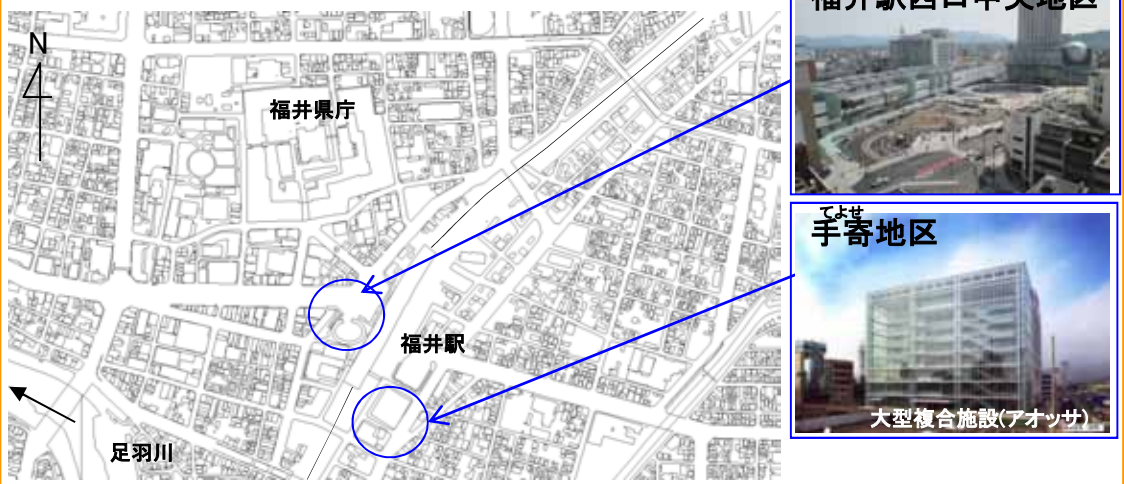 福井駅西口中央地区
N
福井県庁
てよせ
手寄地区
福井駅
大型複合施設(アオッサ)
足羽川